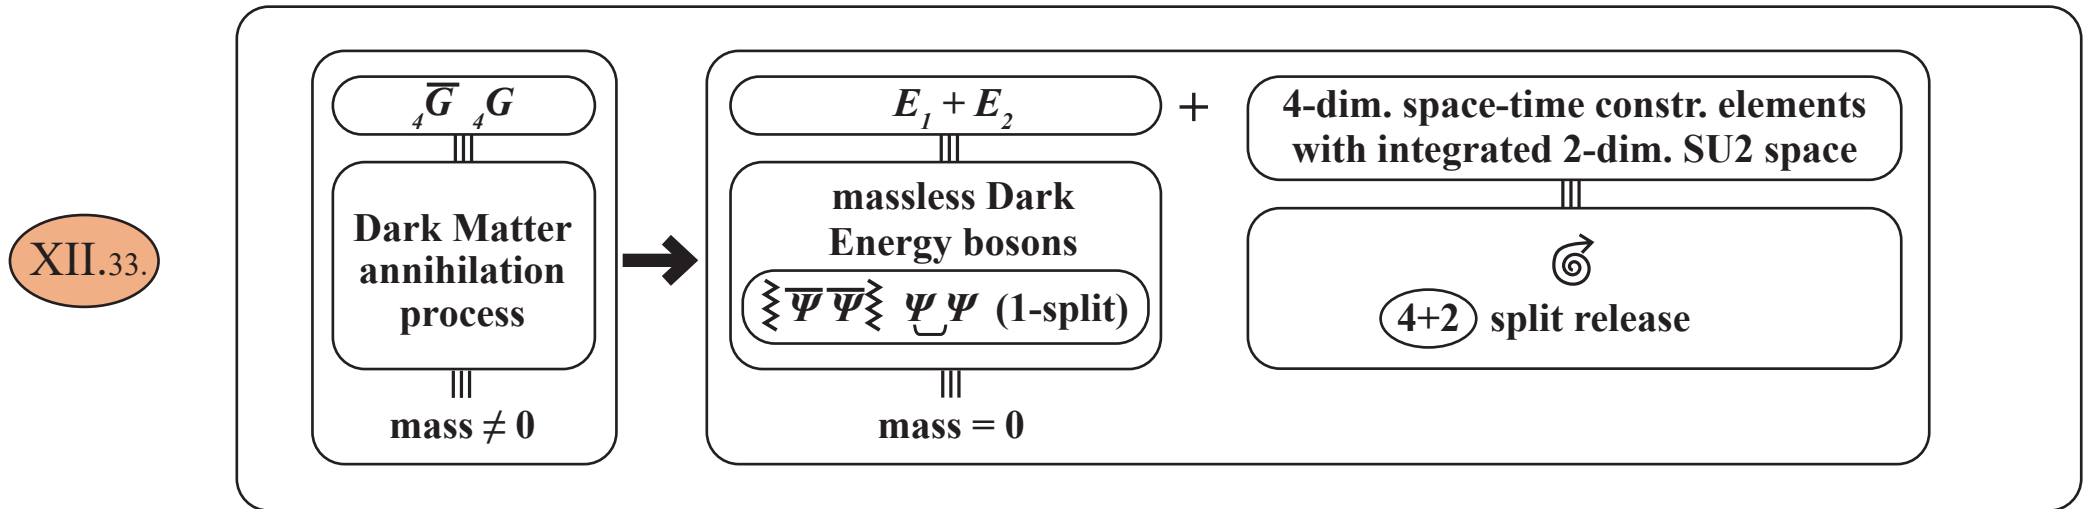 XII.33.
₄G̅ ₄G
Dark Matter
annihilation
process
mass ≠ 0
E₁ + E₂
massless Dark
Energy bosons
Ψ̅ Ψ̅ Ψ Ψ (1-split)
mass = 0
+
4-dim. space-time constr. elements
with integrated 2-dim. SU2 space
4+2 split release